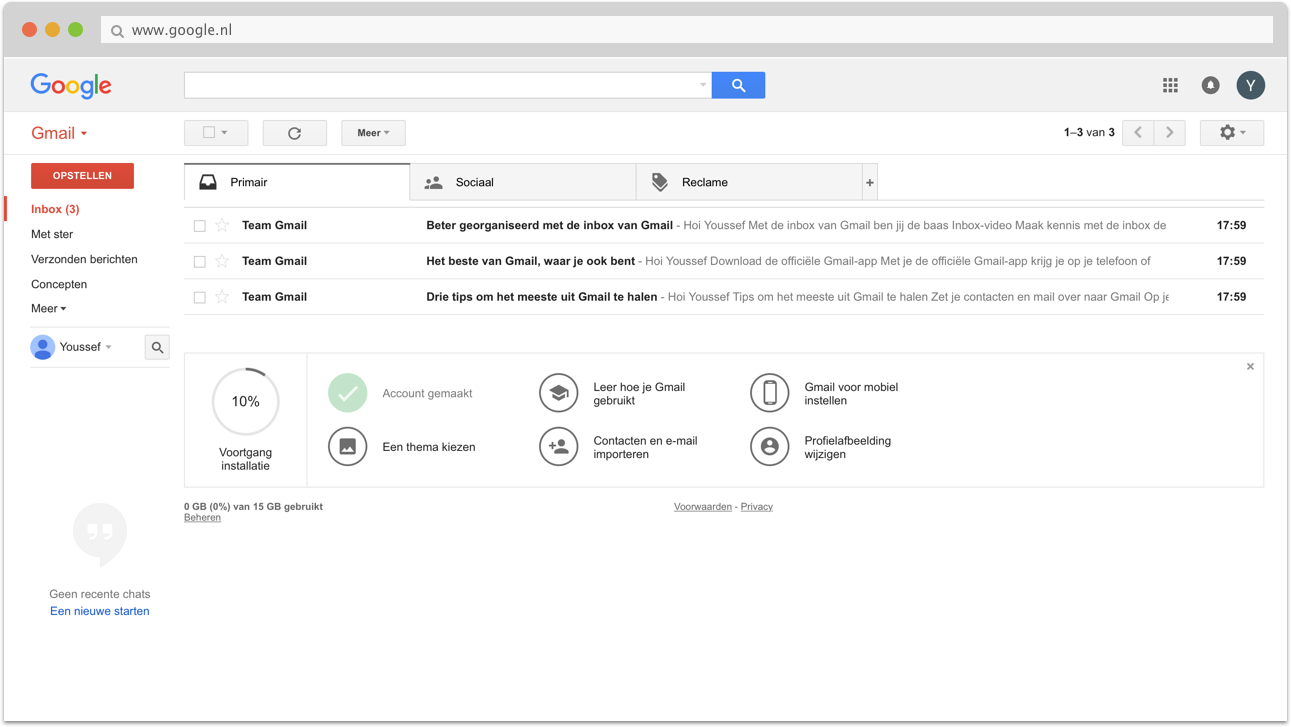 www.google.nl
Google
Y
Gmail
Meer
1–3 van 3
OPSTELLEN
Inbox (3)
Met ster
Verzonden berichten
Concepten
Meer
Youssef
Primair
Sociaal
Reclame
+
Team Gmail Beter georganiseerd met de inbox van Gmail - Hoi Youssef Met de inbox van Gmail ben jij de baas Inbox-video Maak kennis met de inbox de 17:59
Team Gmail Het beste van Gmail, waar je ook bent - Hoi Youssef Download de officiële Gmail-app Met je de officiële Gmail-app krijg je op je telefoon of 17:59
Team Gmail Drie tips om het meeste uit Gmail te halen - Hoi Youssef Tips om het meeste uit Gmail te halen Zet je contacten en mail over naar Gmail Op je 17:59
10%
Voortgang
installatie
Account gemaakt
Leer hoe je Gmail
gebruikt
Gmail voor mobiel
instellen
Een thema kiezen
Contacten en e-mail
importeren
Profielafbeelding
wijzigen
0 GB (0%) van 15 GB gebruikt
Beheren
Voorwaarden - Privacy
Geen recente chats
Een nieuwe starten